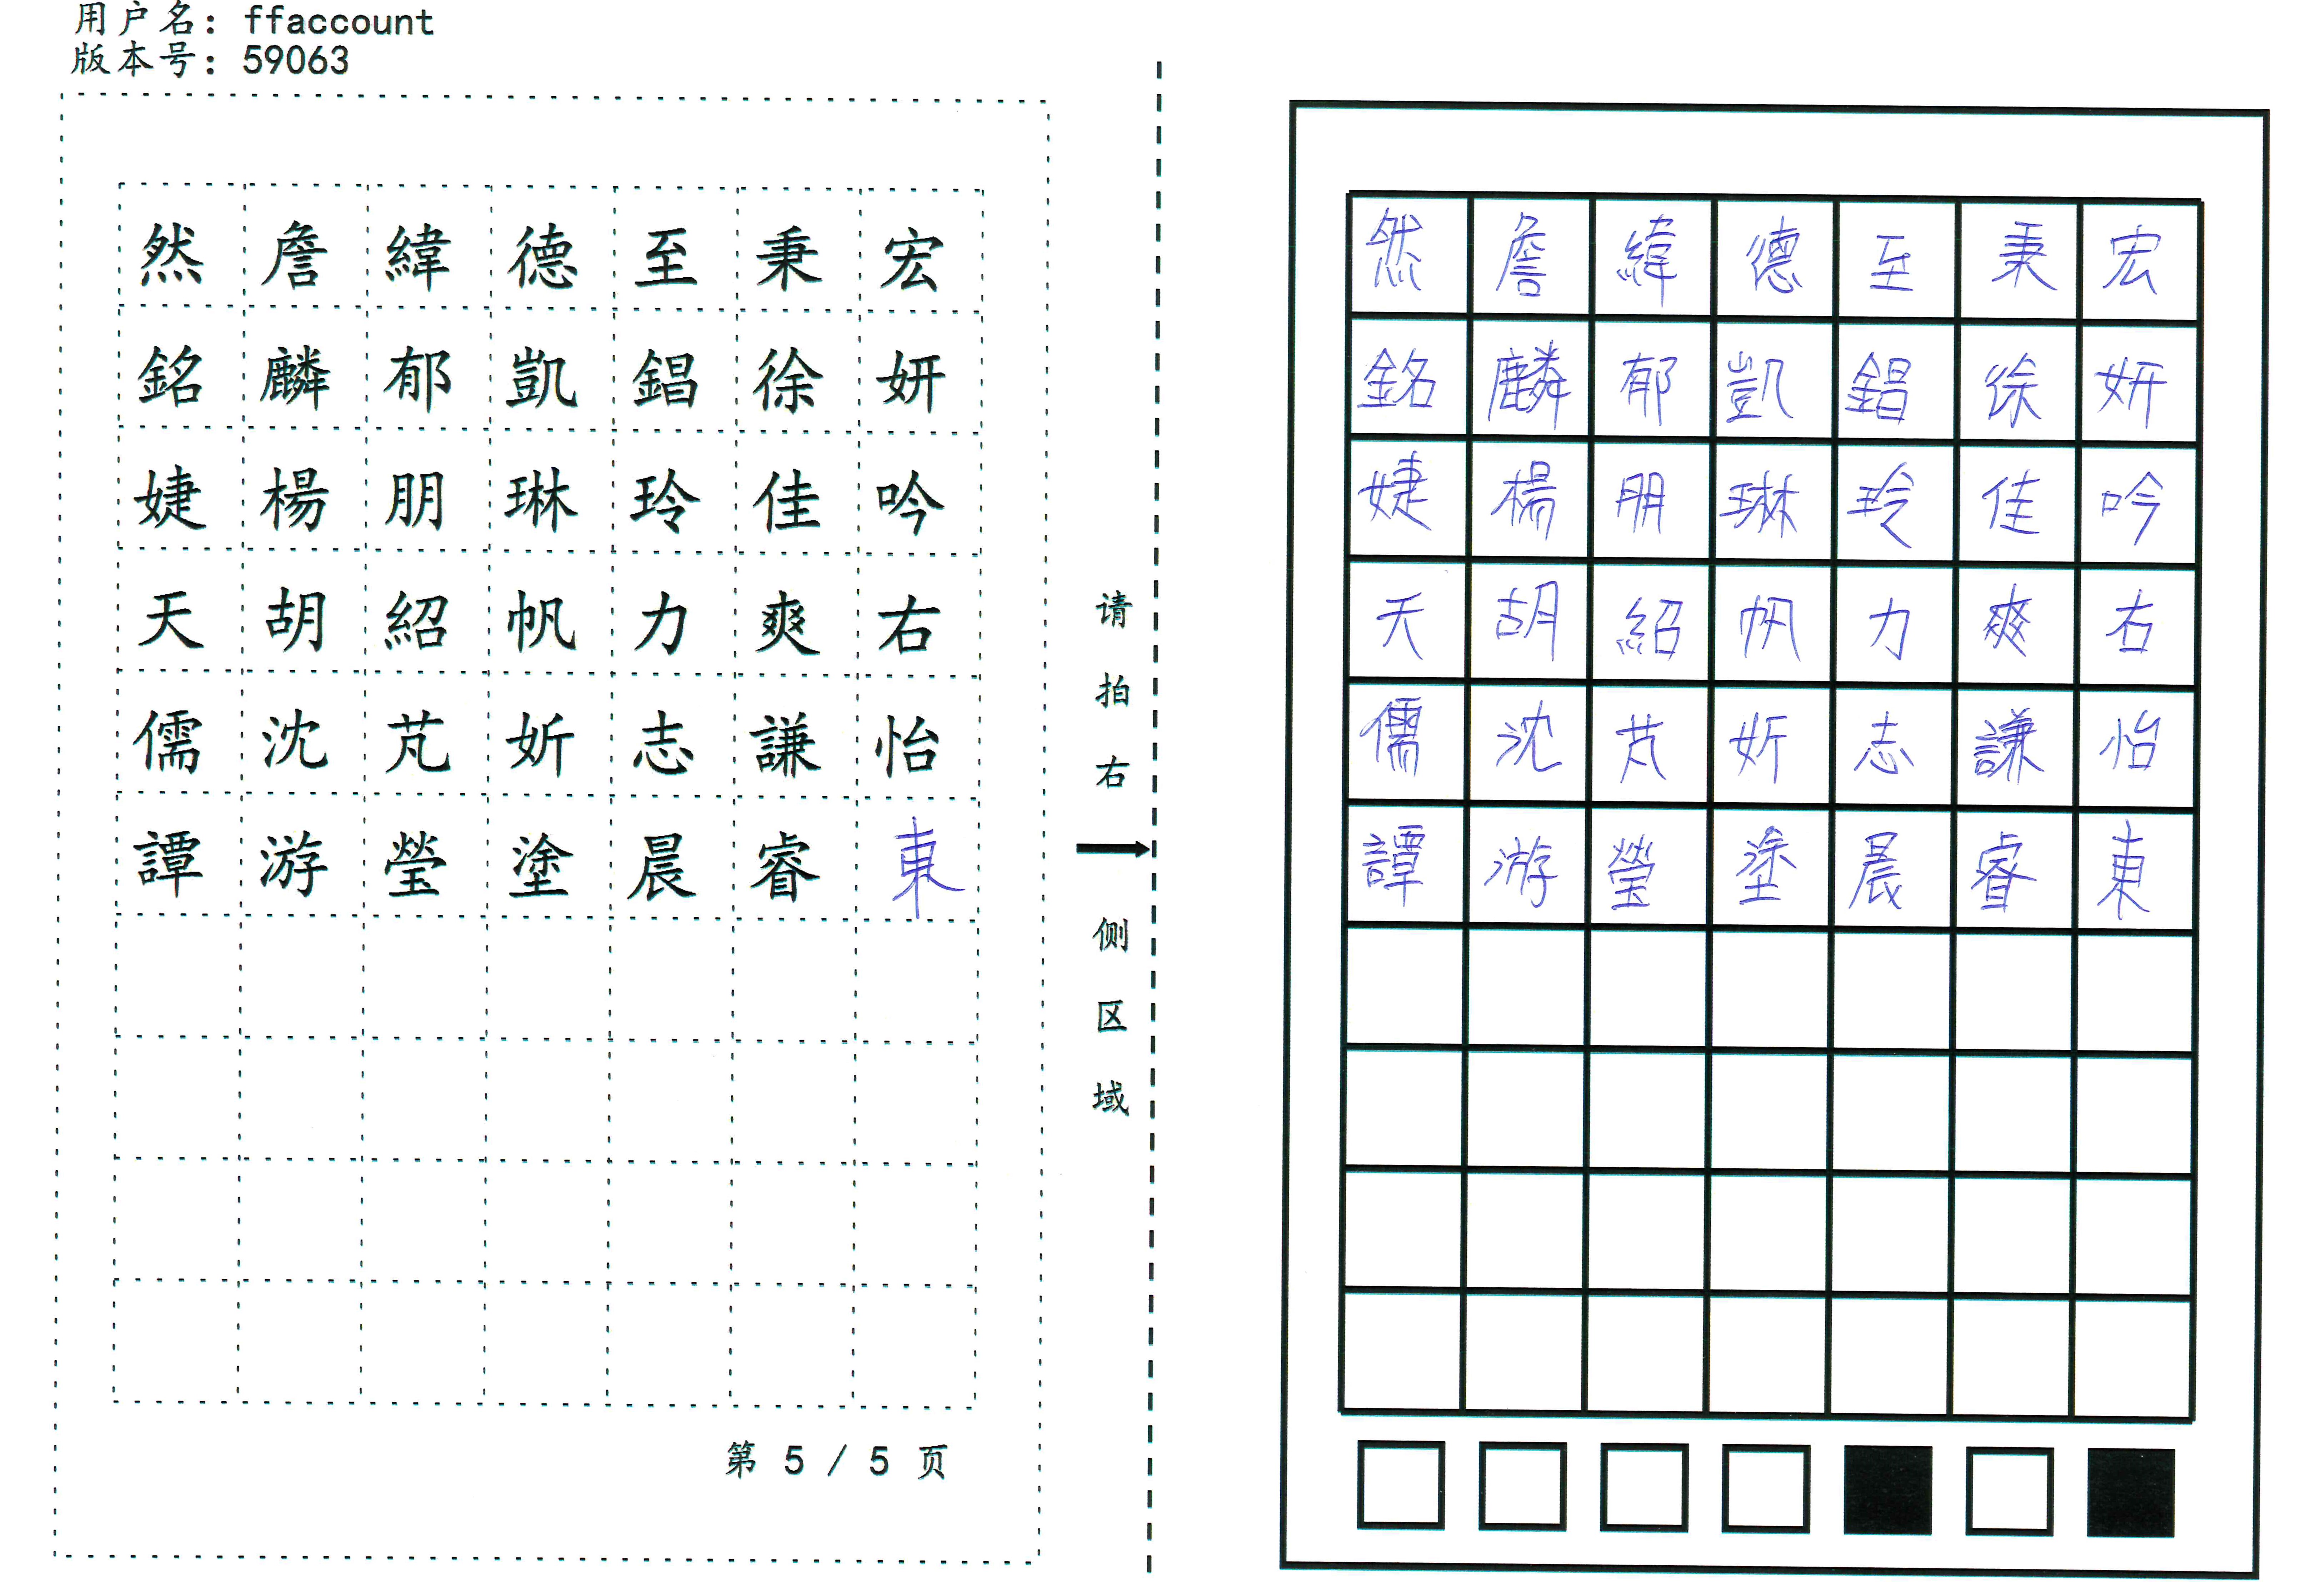 用户名：ffaccount
版本号：59063
然詹緯德至秉宏
銘麟郁凱錩徐妍
婕楊朋琳玲佳吟
天胡紹帆力爽右
儒沈芃妡志謙怡
譚游瑩塗晨睿東
第 5 / 5 页
请拍右侧区域
然詹緯德至秉宏
銘麟郁凱錩徐妍
婕楊朋琳玲佳吟
天胡紹帆力爽右
儒沈芃妡志謙怡
譚游瑩塗晨睿東